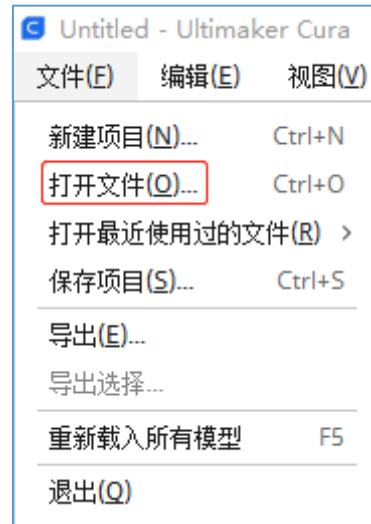 Untitled - Ultimaker Cura
文件(F) 编辑(E) 视图(V)
新建项目(N)... Ctrl+N
打开文件(O)... Ctrl+O
打开最近使用过的文件(R) >
保存项目(S)... Ctrl+S
导出(E)...
导出选择...
重新载入所有模型 F5
退出(Q)